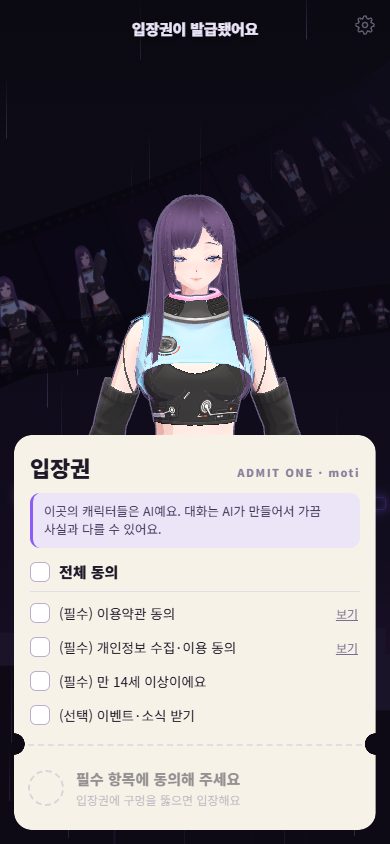 입장권이 발급됐어요
입장권
ADMIT ONE · moti
이곳의 캐릭터들은 AI예요. 대화는 AI가 만들어서 가끔
사실과 다를 수 있어요.
전체 동의
(필수) 이용약관 동의
보기
(필수) 개인정보 수집·이용 동의
보기
(필수) 만 14세 이상이에요
(선택) 이벤트·소식 받기
필수 항목에 동의해 주세요
입장권에 구멍을 뚫으면 입장해요